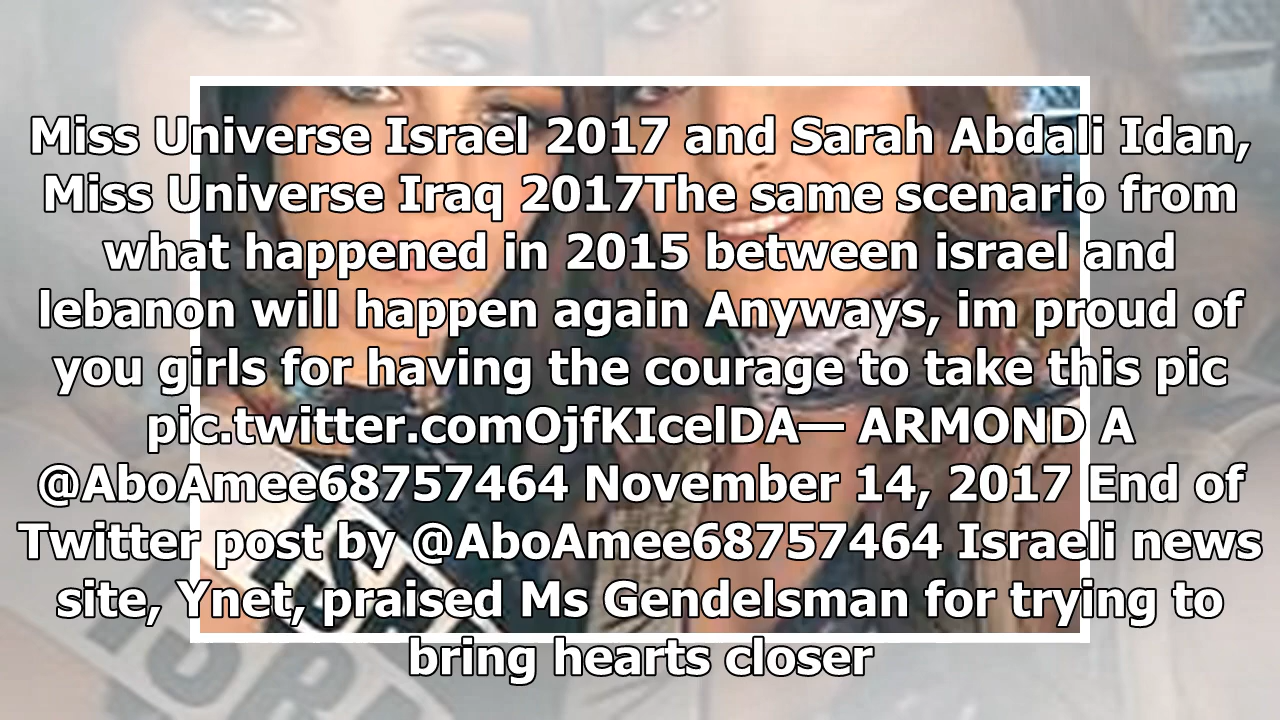 Miss Universe Israel 2017 and Sarah Abdali Idan,
Miss Universe Iraq 2017The same scenario from
what happened in 2015 between israel and
lebanon will happen again Anyways, im proud of
you girls for having the courage to take this pic
pic.twitter.comOjfKIcelDA— ARMOND A
@AboAmee68757464 November 14, 2017 End of
Twitter post by @AboAmee68757464 Israeli news
site, Ynet, praised Ms Gendelsman for trying to
bring hearts closer